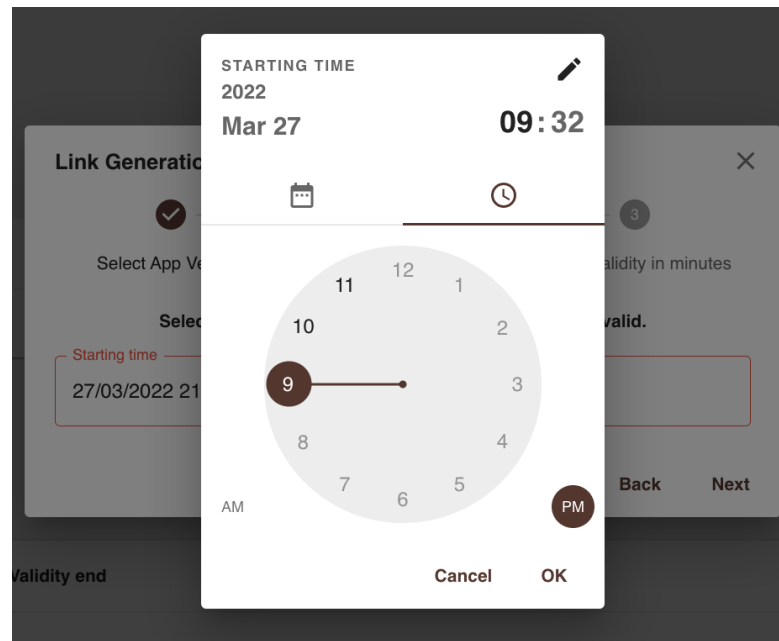 STARTING TIME
2022
Mar 27
09:32
Link Generatio
3
Select App Ve
alidity in minutes
Selec
valid.
Starting time
27/03/2022 21
12
11
1
10
2
9
3
8
4
7
5
6
AM
PM
Back
Next
Cancel
OK
Validity end